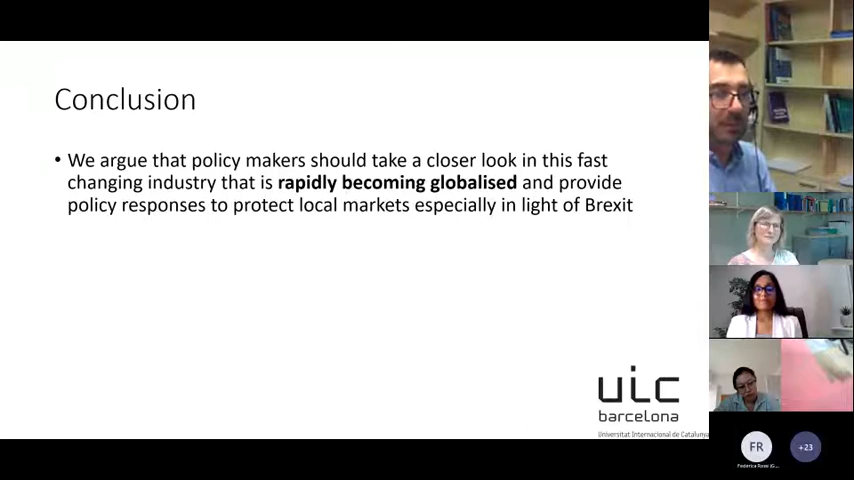 Conclusion
• We argue that policy makers should take a closer look in this fast
changing industry that is rapidly becoming globalised and provide
policy responses to protect local markets especially in light of Brexit
uic
barcelona
Universitat Internacional de Catalunya
FR
+23
Federica Rossi (G...